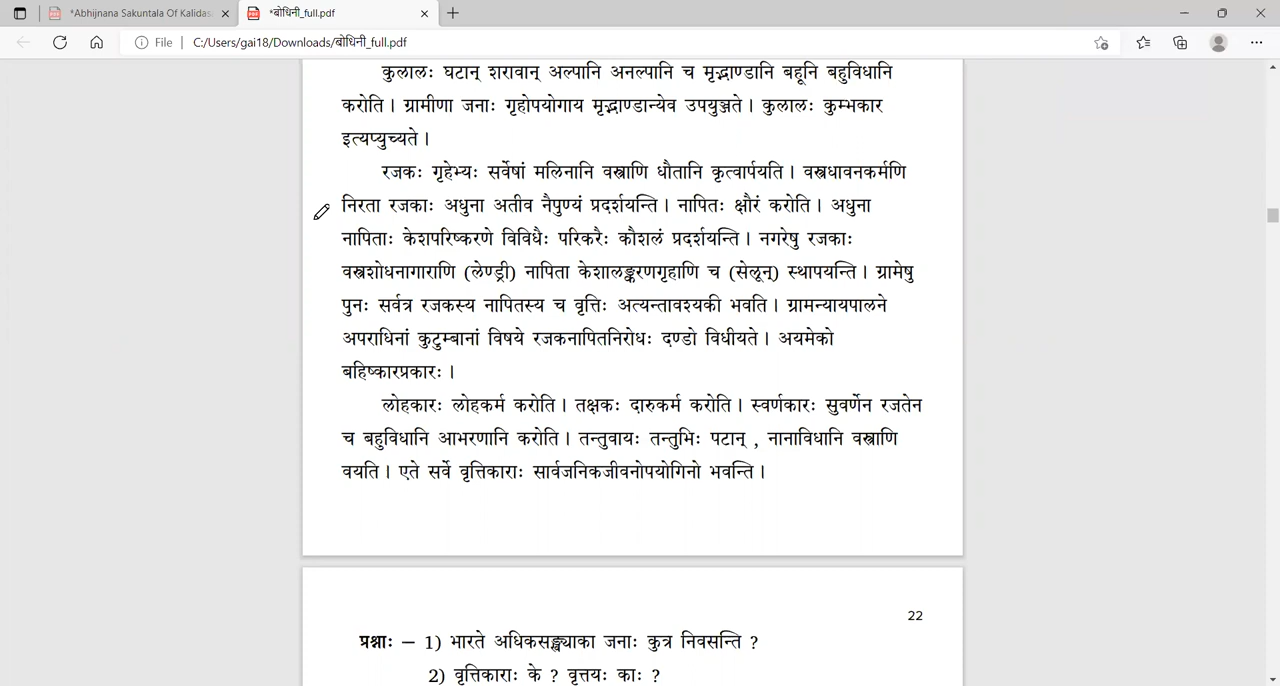 *Abhijnana Sakuntala Of Kalidas
*बोधिनी_full.pdf
File
C:/Users/gai18/Downloads/बोधिनी_full.pdf
कुलालः घटान् शरावान् अल्पानि अनल्पानि च मृद्भाण्डानि बहूनि बहुविधानि
करोति । ग्रामीणा जनाः गृहोपयोगाय मृद्भाण्डान्येव उपयुञ्जते । कुलालः कुम्भकार
इत्यप्युच्यते ।
रजकः गृहेभ्यः सर्वेषां मलिनानि वस्त्राणि धौतानि कृत्वार्पयति । वस्त्रधावनकर्मणि
निरता रजकाः अधुना अतीव नैपुण्यं प्रदर्शयन्ति । नापितः क्षौरं करोति । अधुना
नापिताः केशपरिष्करणे विविधैः परिकरैः कौशलं प्रदर्शयन्ति । नगरेषु रजकाः
वस्त्रशोधनागाराणि (लेण्ड्री) नापिता केशालङ्करणगृहाणि च (सेलून्) स्थापयन्ति । ग्रामेषु
पुनः सर्वत्र रजकस्य नापितस्य च वृत्तिः अत्यन्तावश्यकी भवति । ग्रामन्यायपालने
अपराधिनां कुटुम्बानां विषये रजकनापितनिरोधः दण्डो विधीयते । अयमेको
बहिष्कारप्रकारः ।
लोहकारः लोहकर्म करोति । तक्षकः दारुकर्म करोति । स्वर्णकारः सुवर्णेन रजतेन
च बहुविधानि आभरणानि करोति । तन्तुवायः तन्तुभिः पटान् , नानाविधानि वस्त्राणि
वयति । एते सर्वे वृत्तिकाराः सार्वजनिकजीवनोपयोगिनो भवन्ति ।
22
प्रश्नाः – 1) भारते अधिकसङ्ख्याका जनाः कुत्र निवसन्ति ?
2) वृत्तिकाराः के ? वृत्तयः काः ?